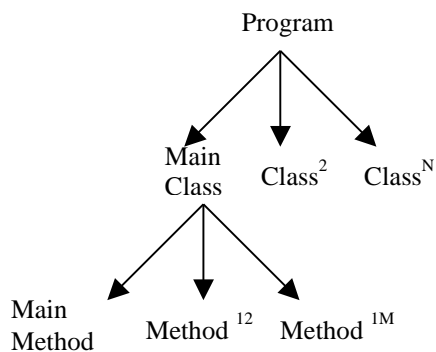 Program
Main
Class
Class²
Classᴺ
Main
Method
Method ¹²
Method ¹ᴹ